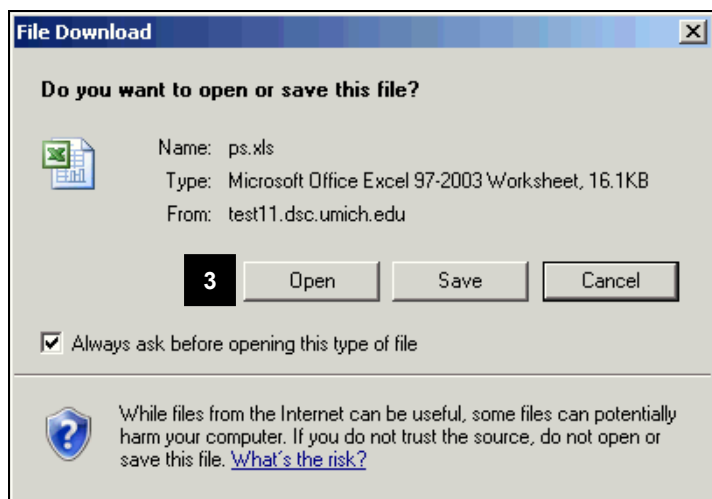 File Download
Do you want to open or save this file?
Name: ps.xls
Type: Microsoft Office Excel 97-2003 Worksheet, 16.1KB
From: test11.dsc.umich.edu
3 Open Save Cancel
Always ask before opening this type of file
While files from the Internet can be useful, some files can potentially
harm your computer. If you do not trust the source, do not open or
save this file. What's the risk?